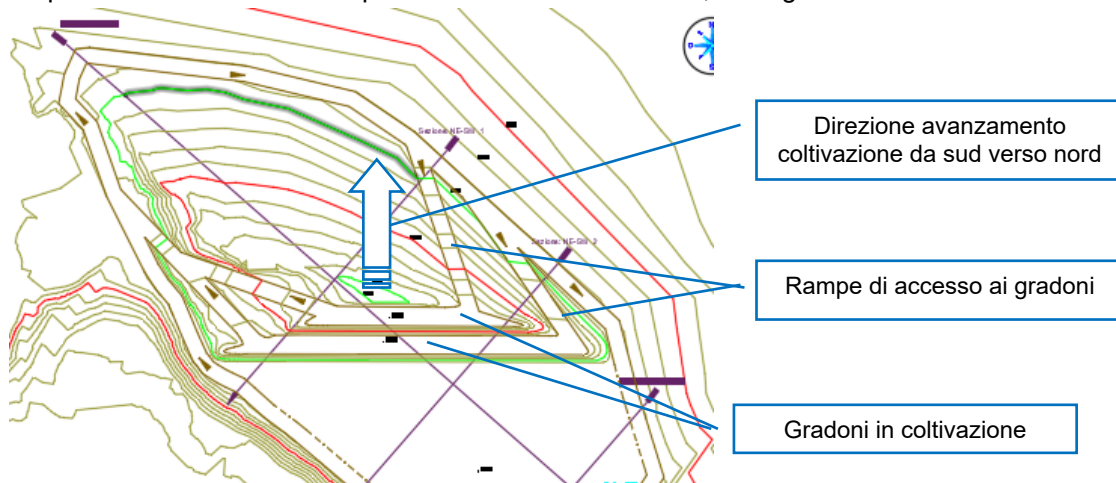 Sezione NE-SW 1
Direzione avanzamento
coltivazione da sud verso nord
Sezione: NE-SW 2
Rampe di accesso ai gradoni
Gradoni in coltivazione